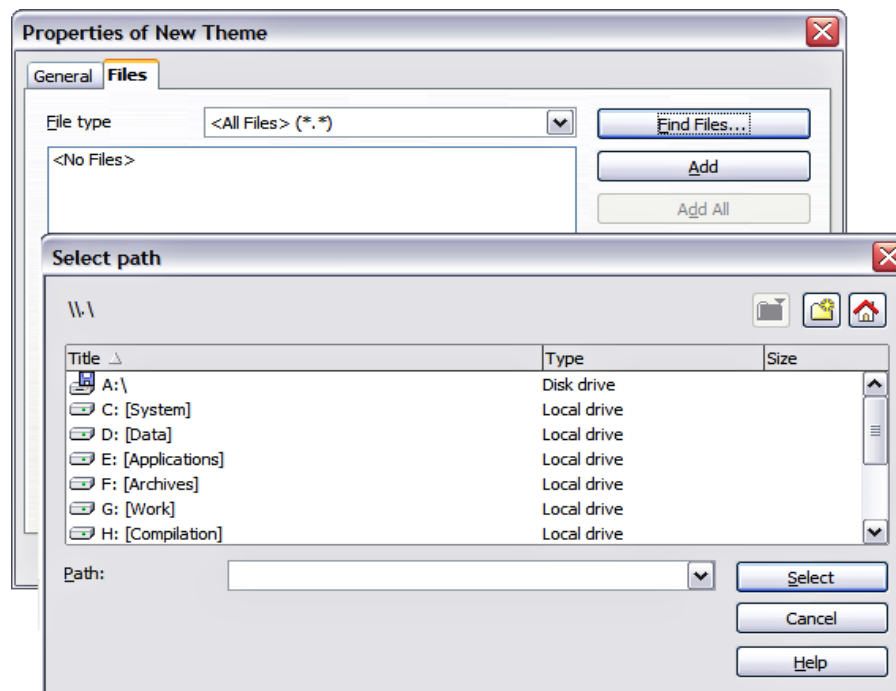 Properties of New Theme
General Files
File type <All Files> (*.*) Find Files...
<No Files> Add
Add All
Select path
\\.\
Title Type Size
A:\ Disk drive
C: [System] Local drive
D: [Data] Local drive
E: [Applications] Local drive
F: [Archives] Local drive
G: [Work] Local drive
H: [Compilation] Local drive
Path: Select
Cancel
Help